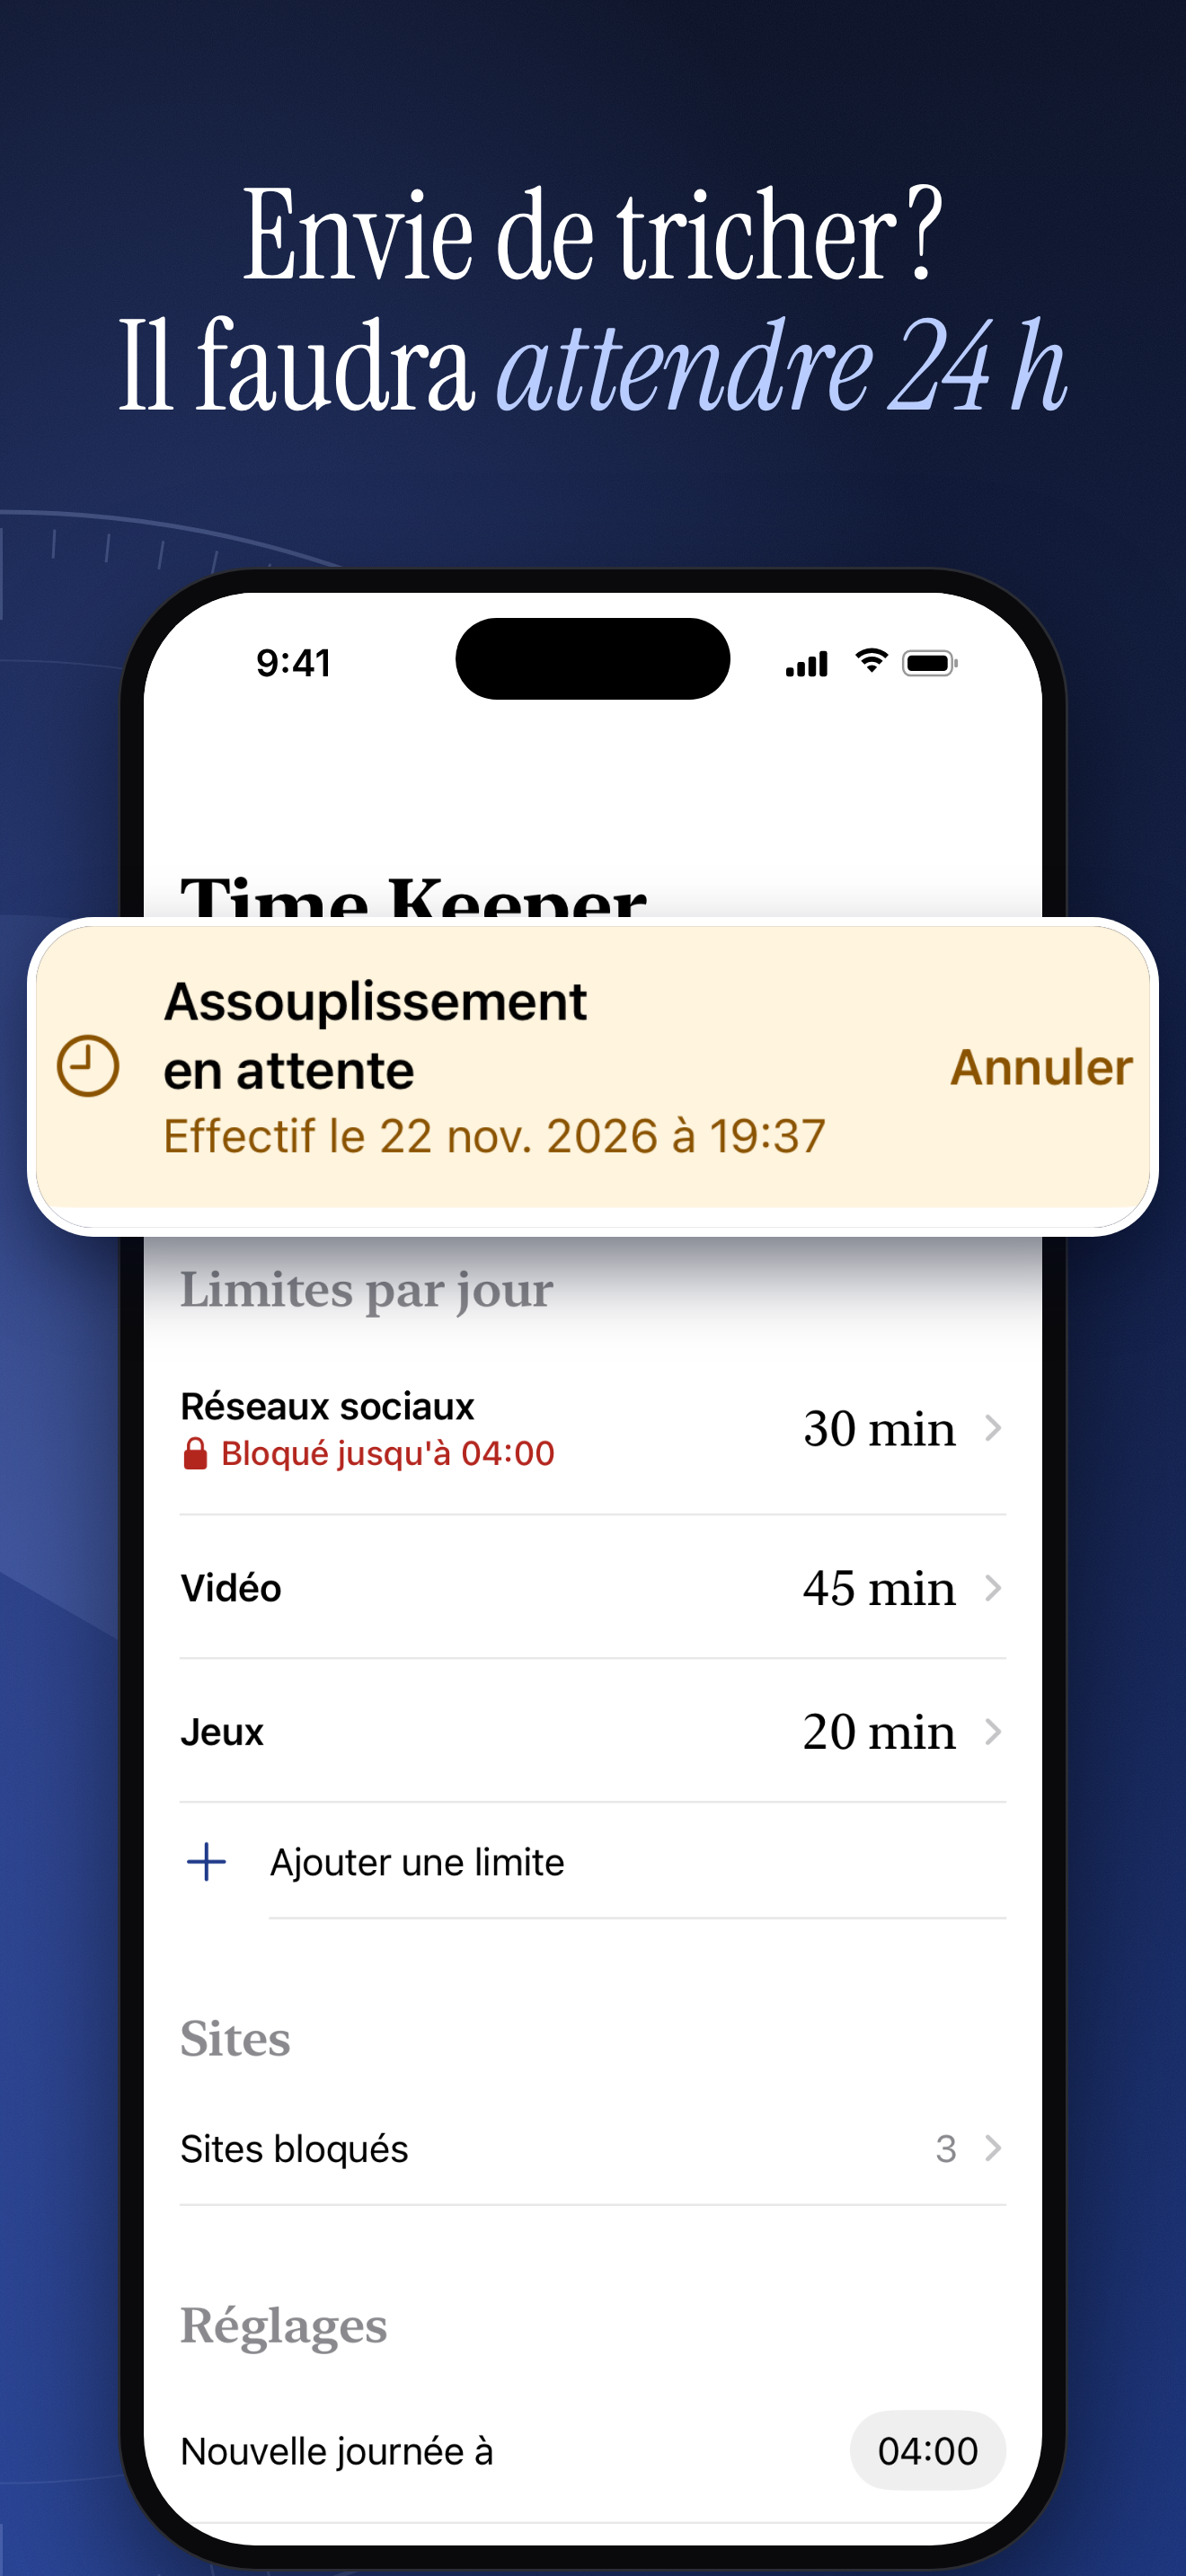 Envie de tricher ?
Il faudra attendre 24 h
9:41
Time Keeper
Assouplissement
en attente
Annuler
Effectif le 22 nov. 2026 à 19:37
Limites par jour
Réseaux sociaux
Bloqué jusqu'à 04:00
30 min
Vidéo
45 min
Jeux
20 min
Ajouter une limite
Sites
Sites bloqués
3
Réglages
Nouvelle journée à
04:00